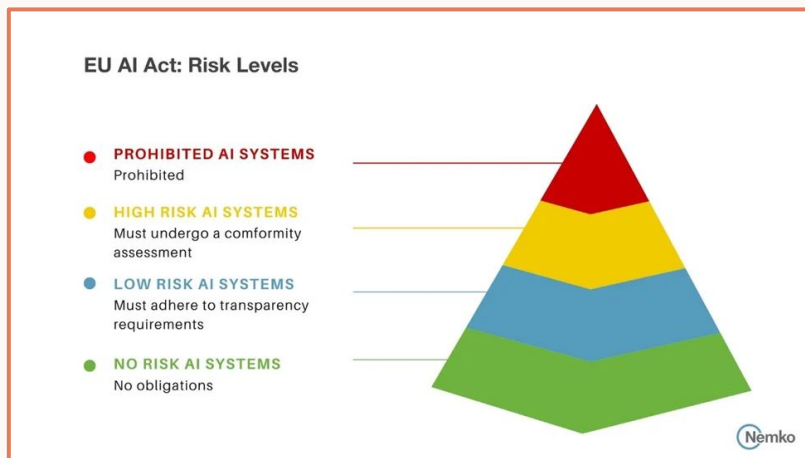 EU AI Act: Risk Levels
PROHIBITED AI SYSTEMS
Prohibited
HIGH RISK AI SYSTEMS
Must undergo a comformity
assessment
LOW RISK AI SYSTEMS
Must adhere to transparency
requirements
NO RISK AI SYSTEMS
No obligations
Nemko